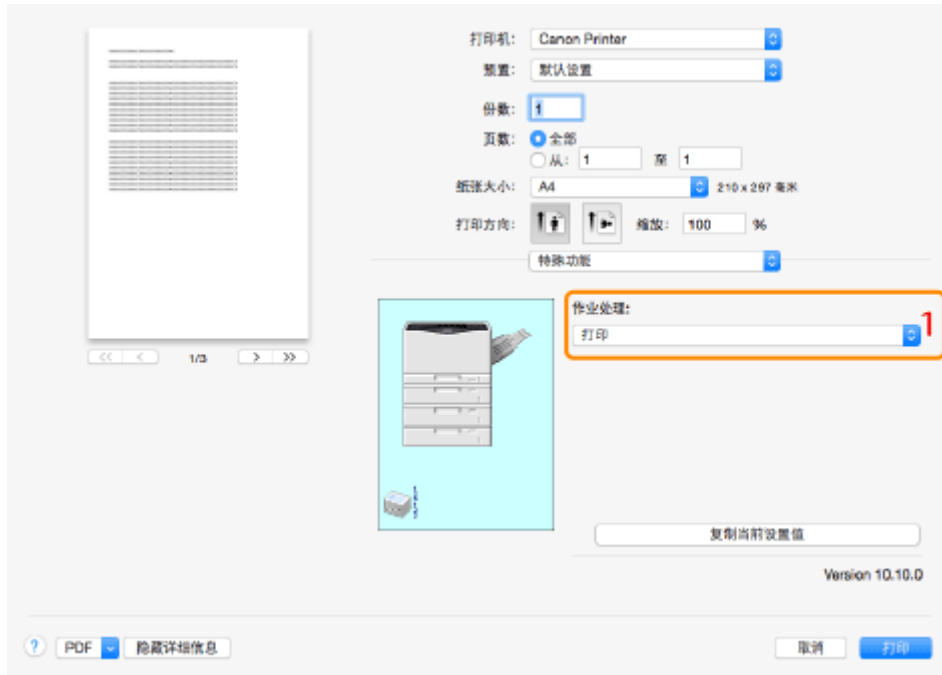 打印机: Canon Printer
预置: 默认设置
份数: 1
页数: 全部
从: 1 至 1
纸张大小: A4 210 x 297 毫米
打印方向: 缩放: 100 %
特殊功能
作业处理:
打印
1
<< < 1/3 > >>
复制当前设置值
Version 10.10.0
? PDF 隐藏详细信息 取消 打印